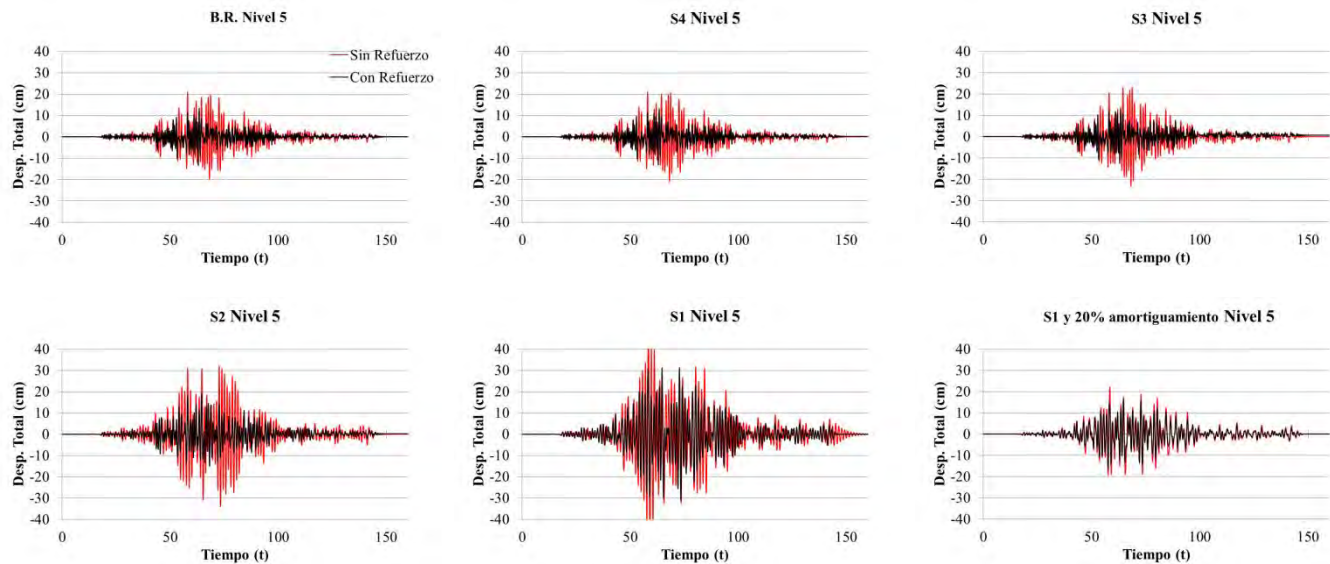 B.R. Nivel 5
Desp. Total (cm)
40
30
20
10
0
-10
-20
-30
-40
Sin Refuerzo
Con Refuerzo
0 50 100 150
Tiempo (t)
S4 Nivel 5
Desp. Total (cm)
40
30
20
10
0
-10
-20
-30
-40
0 50 100 150
Tiempo (t)
S3 Nivel 5
Desp. Total (cm)
40
30
20
10
0
-10
-20
-30
-40
0 50 100 150
Tiempo (t)
S2 Nivel 5
Desp. Total (cm)
40
30
20
10
0
-10
-20
-30
-40
0 50 100 150
Tiempo (t)
S1 Nivel 5
Desp. Total (cm)
40
30
20
10
0
-10
-20
-30
-40
0 50 100 150
Tiempo (t)
S1 y 20% amortiguamiento Nivel 5
Desp. Total (cm)
40
30
20
10
0
-10
-20
-30
-40
0 50 100 150
Tiempo (t)